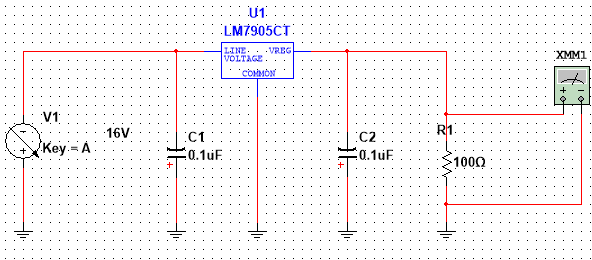 U1
LM7905CT
LINE VREG
VOLTAGE
COMMON
XMM1
V1
16V
Key = A
C1
0.1uF
C2
0.1uF
R1
100Ω